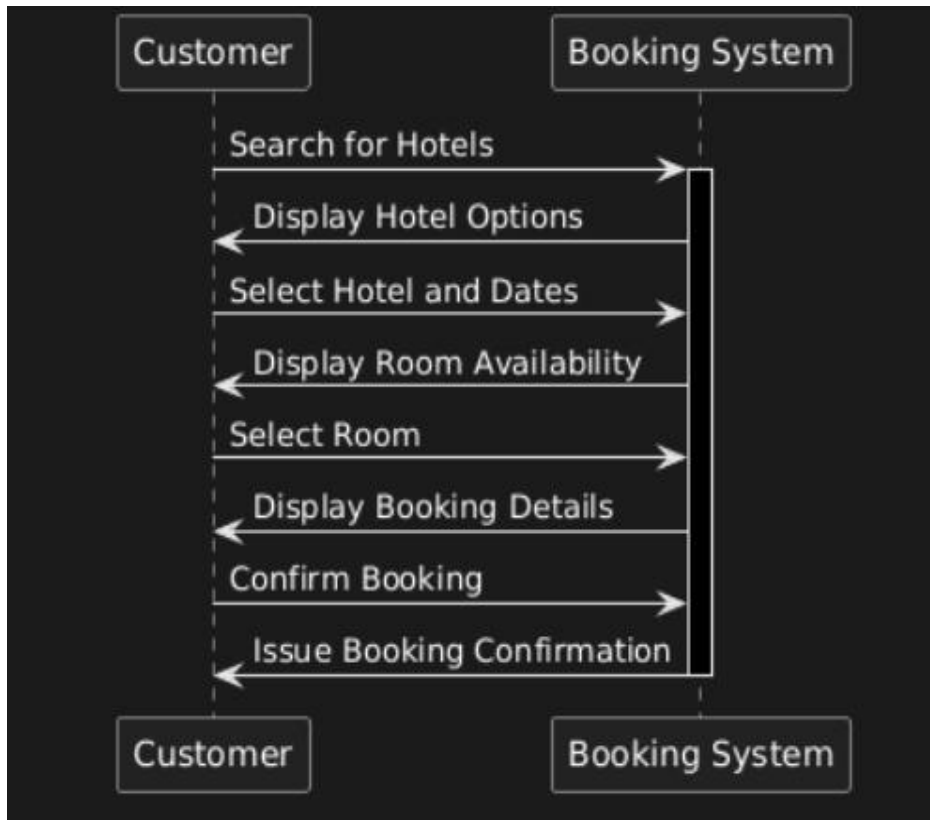 Customer
Booking System
Search for Hotels
Display Hotel Options
Select Hotel and Dates
Display Room Availability
Select Room
Display Booking Details
Confirm Booking
Issue Booking Confirmation
Customer
Booking System